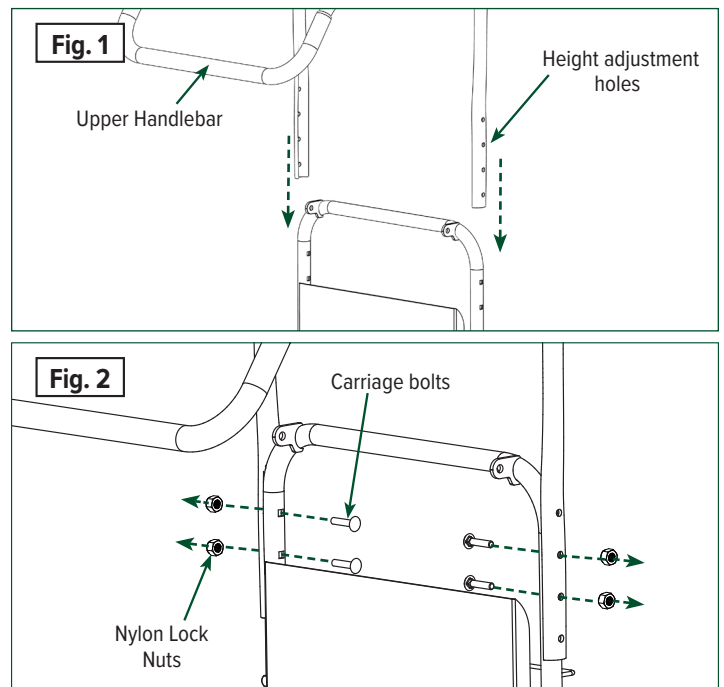 Fig. 1
Height adjustment
holes
Upper Handlebar
Fig. 2
Carriage bolts
Nylon Lock
Nuts